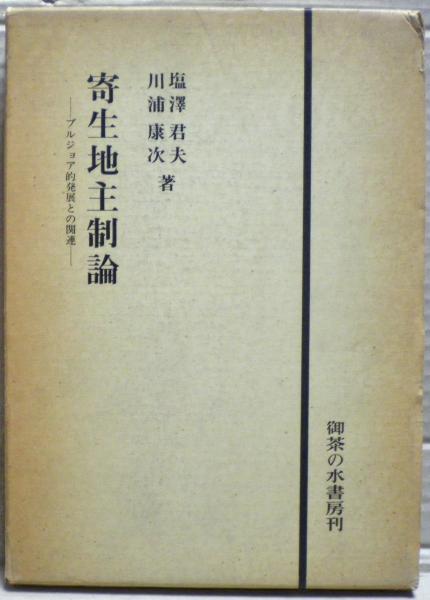 塩澤君夫
川浦康次 著
寄生地主制論
——ブルジョア的発展との関連——
御茶の水書房刊